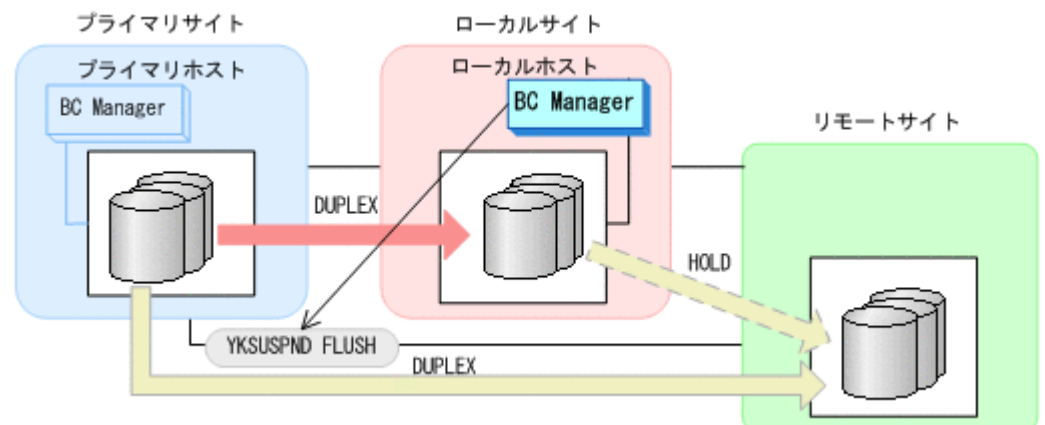 プライマリサイト
ローカルサイト
プライマリホスト
ローカルホスト
BC Manager
BC Manager
リモートサイト
DUPLEX
HOLD
YKSUSPND FLUSH
DUPLEX